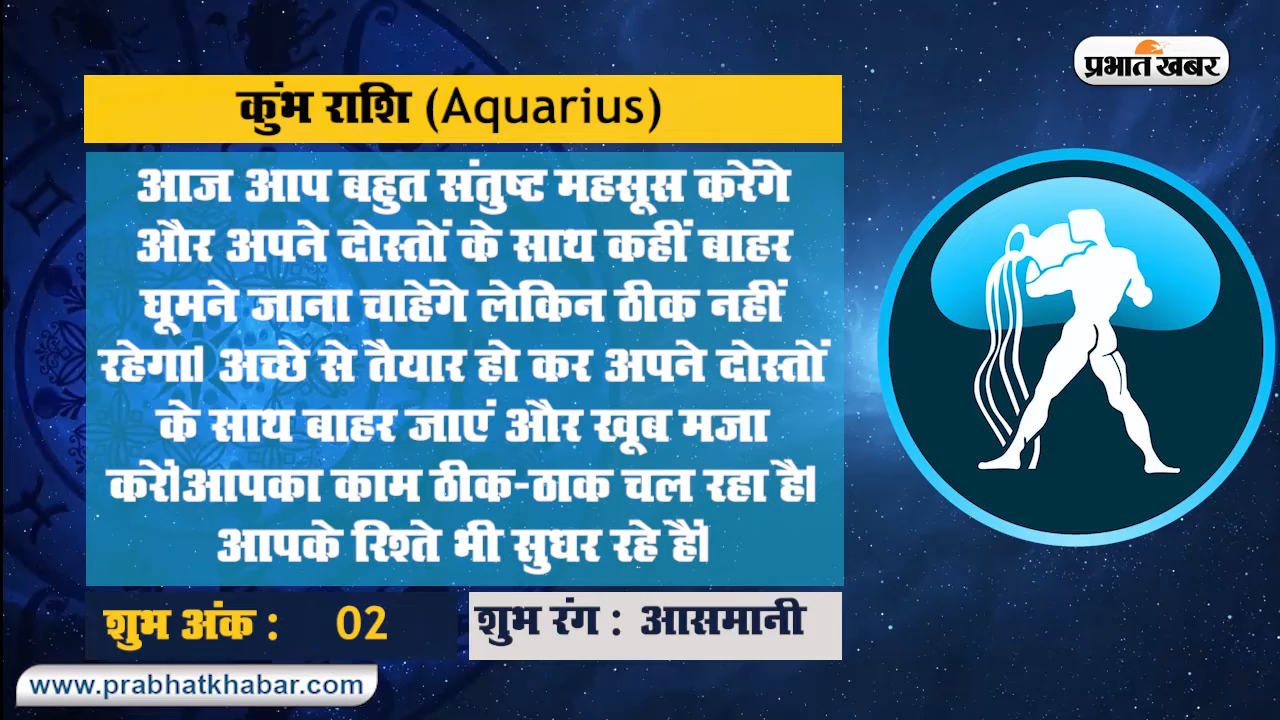 प्रभात खबर
कुंभ राशि (Aquarius)
आज आप बहुत संतुष्ट महसूस करेंगे
और अपने दोस्तों के साथ कहीं बाहर
घूमने जाना चाहेंगे लेकिन ठीक नहीं
रहेगा। अच्छे से तैयार हो कर अपने दोस्तों
के साथ बाहर जाएं और खूब मजा
करें।आपका काम ठीक-ठाक चल रहा है।
आपके रिश्ते भी सुधर रहे हैं।
शुभ अंक : 02
शुभ रंग : आसमानी
www.prabhatkhabar.com